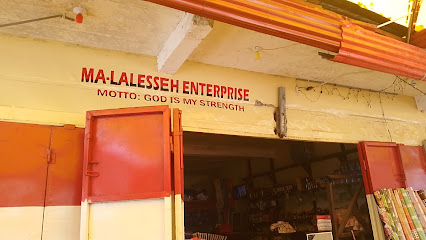 MA-LALESSEH ENTERPRISE
MOTTO: GOD IS MY STRENGTH